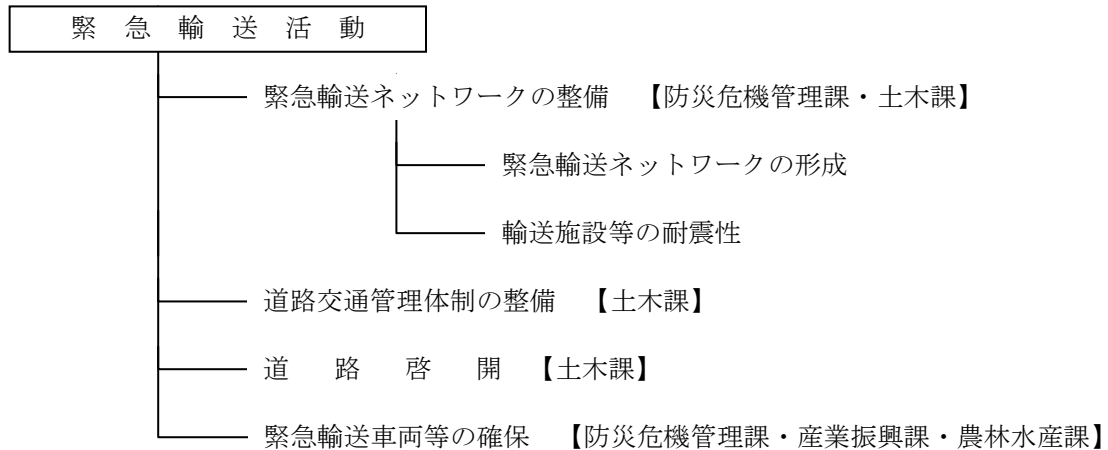 緊急輸送活動
緊急輸送ネットワークの整備 【防災危機管理課・土木課】
緊急輸送ネットワークの形成
輸送施設等の耐震性
道路交通管理体制の整備 【土木課】
道路啓開 【土木課】
緊急輸送車両等の確保 【防災危機管理課・産業振興課・農林水産課】